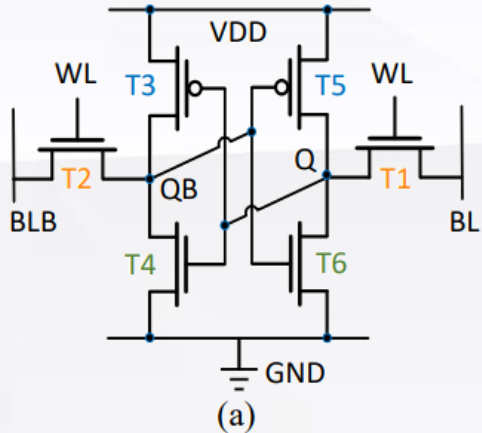 VDD
WL T3 T5 WL
Q
T2 QB T1
BLB BL
T4 T6
GND
(a)